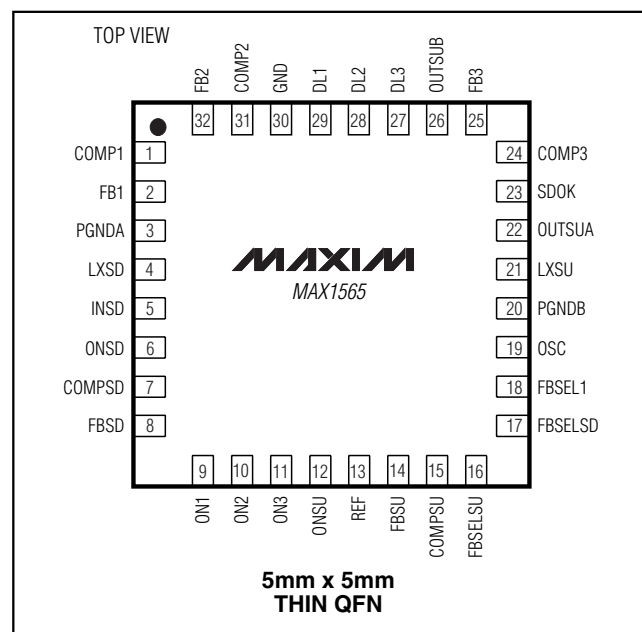 TOP VIEW
FB2
COMP2
GND
DL1
DL2
DL3
OUTSUB
FB3
32
31
30
29
28
27
26
25
COMP1 1
FB1 2
PGNDA 3
LXSD 4
INSD 5
ONSD 6
COMPSD 7
FBSD 8
MAXIM
MAX1565
24 COMP3
23 SDOK
22 OUTSUA
21 LXSU
20 PGNDB
19 OSC
18 FBSEL1
17 FBSELSD
9
10
11
12
13
14
15
16
ON1
ON2
ON3
ONSU
REF
FBSU
COMPSU
FBSELSU
5mm x 5mm
THIN QFN